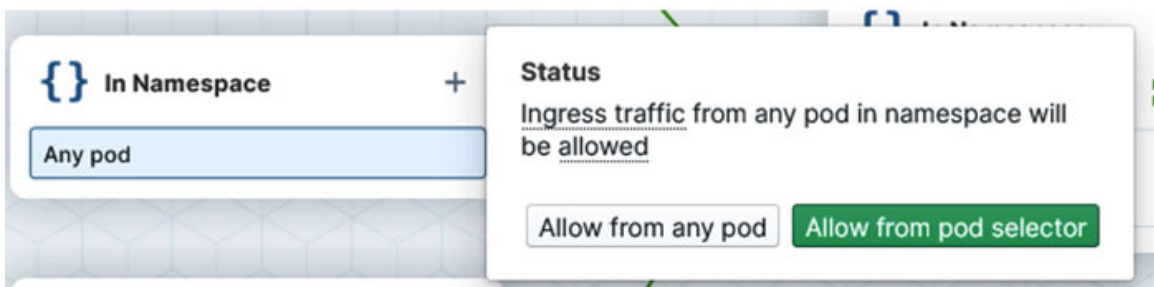 {} In Namespace +
Any pod
Status
Ingress traffic from any pod in namespace will
be allowed
Allow from any pod
Allow from pod selector